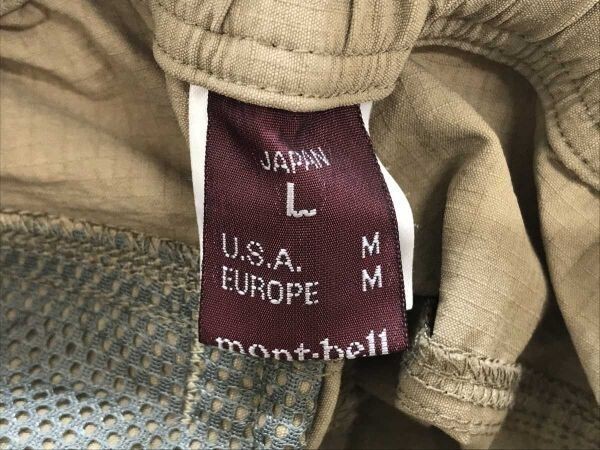 JAPAN
L
U.S.A. M
EUROPE M
mont-bell